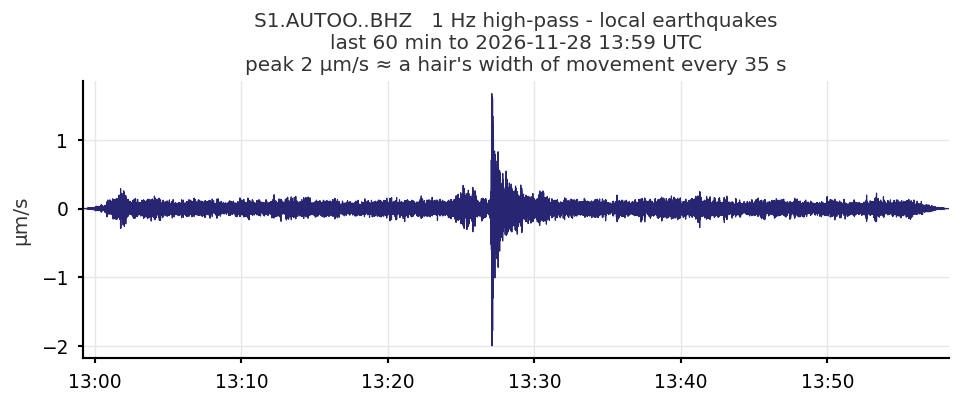 S1.AUTOO..BHZ   1 Hz high-pass - local earthquakes
last 60 min to 2026-11-28 13:59 UTC
peak 2 µm/s ≈ a hair's width of movement every 35 s
µm/s
1
0
−1
−2
13:00 13:10 13:20 13:30 13:40 13:50